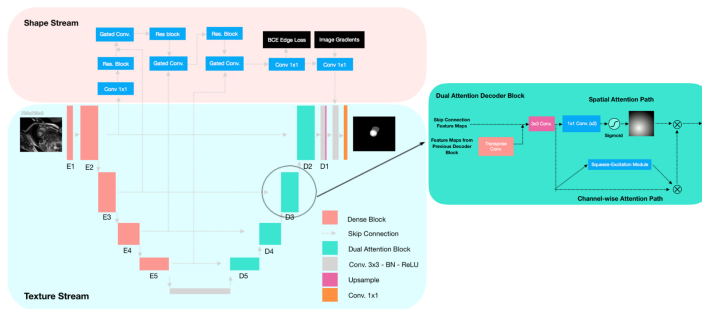 Shape Stream
Gated Conv.
Res block
Res. Block
BCE Edge Loss
Image Gradients
Res. Block
Gated Conv.
Gated Conv.
Conv 1x1
Conv 1x1
Conv 1x1
E1
E2
D2
D1
E3
D3
E4
D4
E5
D5
Dense Block
Skip Connection
Dual Attention Block
Conv. 3x3 - BN - ReLU
Upsample
Conv. 1x1
Texture Stream
Dual Attention Decoder Block
Spatial Attention Path
Skip Connection
Feature Maps
3x3 Conv.
1x1 Conv. (x2)
Sigmoid
Feature Maps from
Previous Decoder
Block
Transpose
Conv
Squeeze-Excitation Module
Channel-wise Attention Path